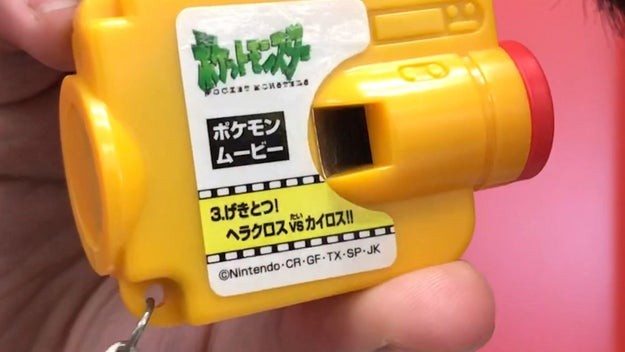 ポケットモンスター
POCKET MONSTERS
ポケモン
ムービー
3.げきとつ!
ヘラクロスVSカイロス!!
たい
©Nintendo・CR・GF・TX・SP・JK